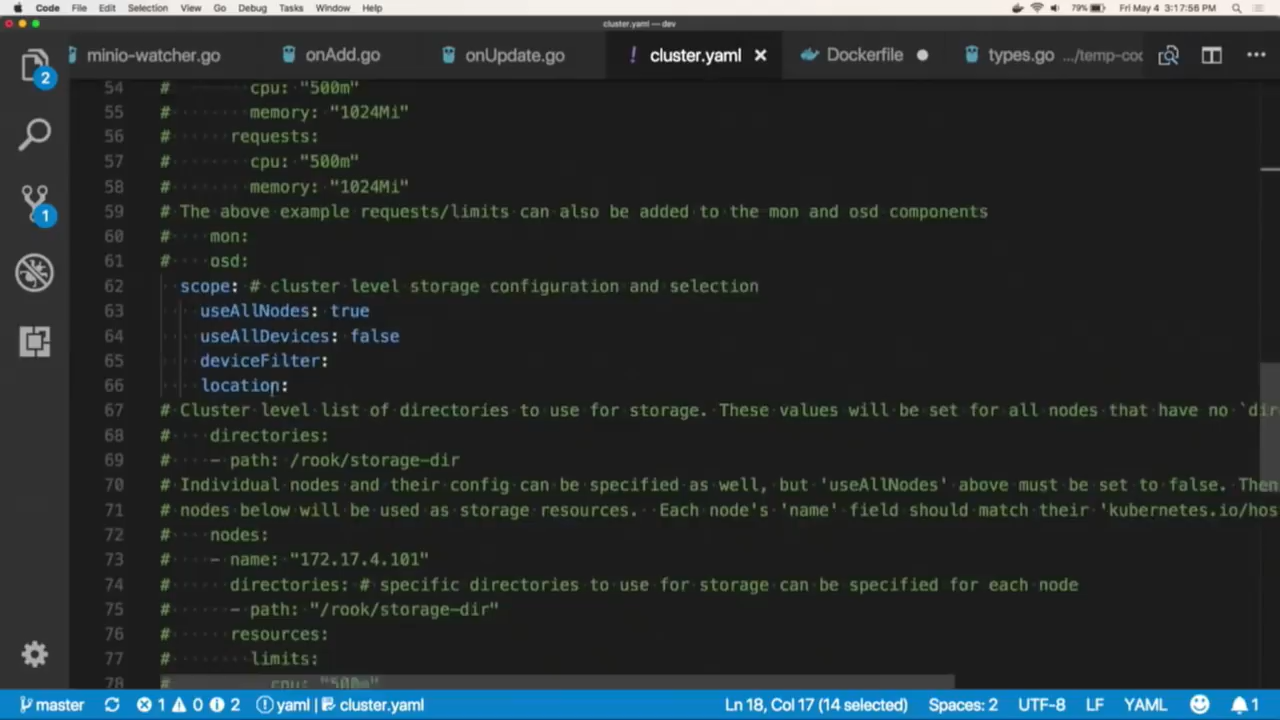 Code File Edit Selection View Go Debug Tasks Window Help 79% Fri May 4 3:17:56 PM
cluster.yaml — dev
2 minio-watcher.go onAdd.go onUpdate.go ! cluster.yaml Dockerfile types.go .../temp-coc
54 # cpu: "500m"
55 # memory: "1024Mi"
56 # requests:
57 # cpu: "500m"
58 # memory: "1024Mi"
59 # The above example requests/limits can also be added to the mon and osd components
60 # mon:
61 # osd:
62 scope: # cluster level storage configuration and selection
63 useAllNodes: true
64 useAllDevices: false
65 deviceFilter:
66 location:
67 # Cluster level list of directories to use for storage. These values will be set for all nodes that have no `dir
68 # directories:
69 # - path: /rook/storage-dir
70 # Individual nodes and their config can be specified as well, but 'useAllNodes' above must be set to false. Then
71 # nodes below will be used as storage resources. Each node's 'name' field should match their 'kubernetes.io/hos
72 # nodes:
73 # - name: "172.17.4.101"
74 # directories: # specific directories to use for storage can be specified for each node
75 # - path: "/rook/storage-dir"
76 # resources:
77 # limits:
78 # cpu: "500m"
1
master 1 0 2 yaml | cluster.yaml Ln 18, Col 17 (14 selected) Spaces: 2 UTF-8 LF YAML 1